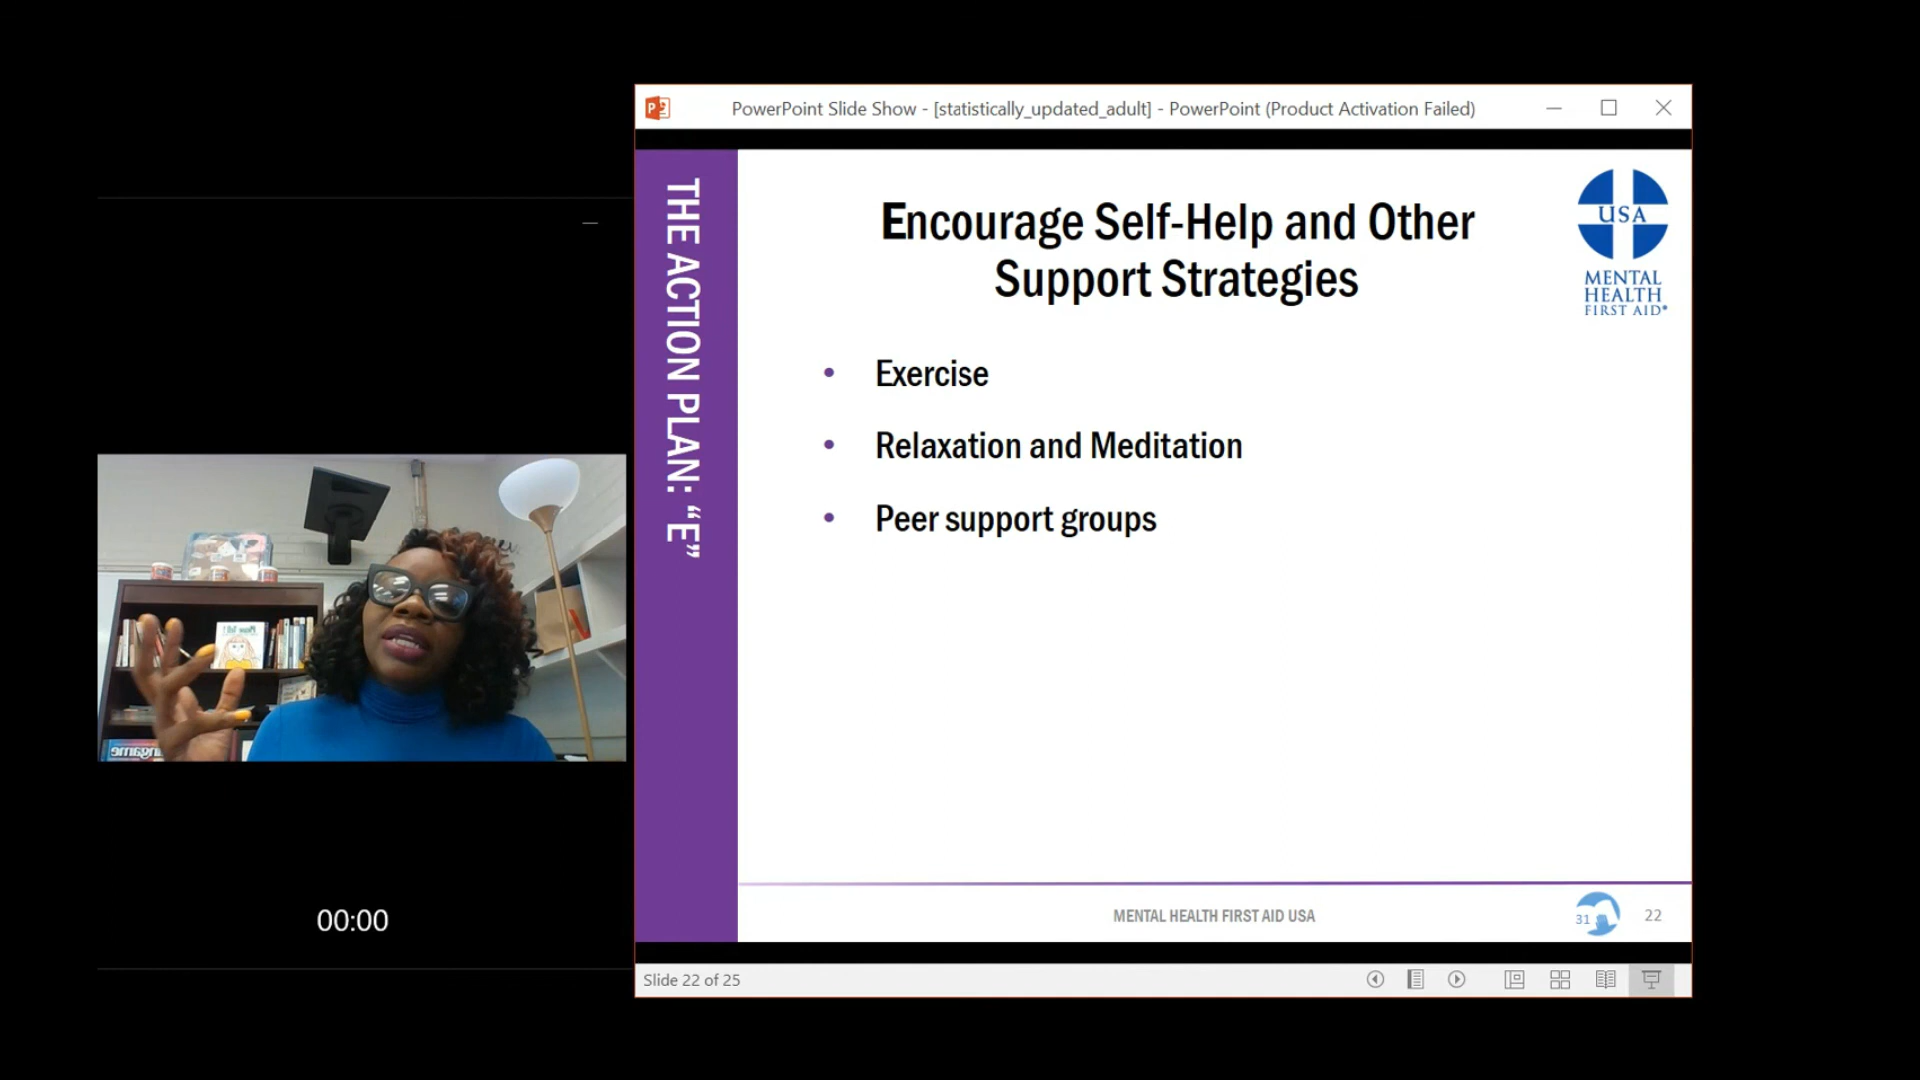 PowerPoint Slide Show - [statistically_updated_adult] - PowerPoint (Product Activation Failed)
THE ACTION PLAN: “E”
Encourage Self-Help and Other
Support Strategies
USA
MENTAL
HEALTH
FIRST AID®
• Exercise
• Relaxation and Meditation
• Peer support groups
00:00
MENTAL HEALTH FIRST AID USA
31
22
Slide 22 of 25